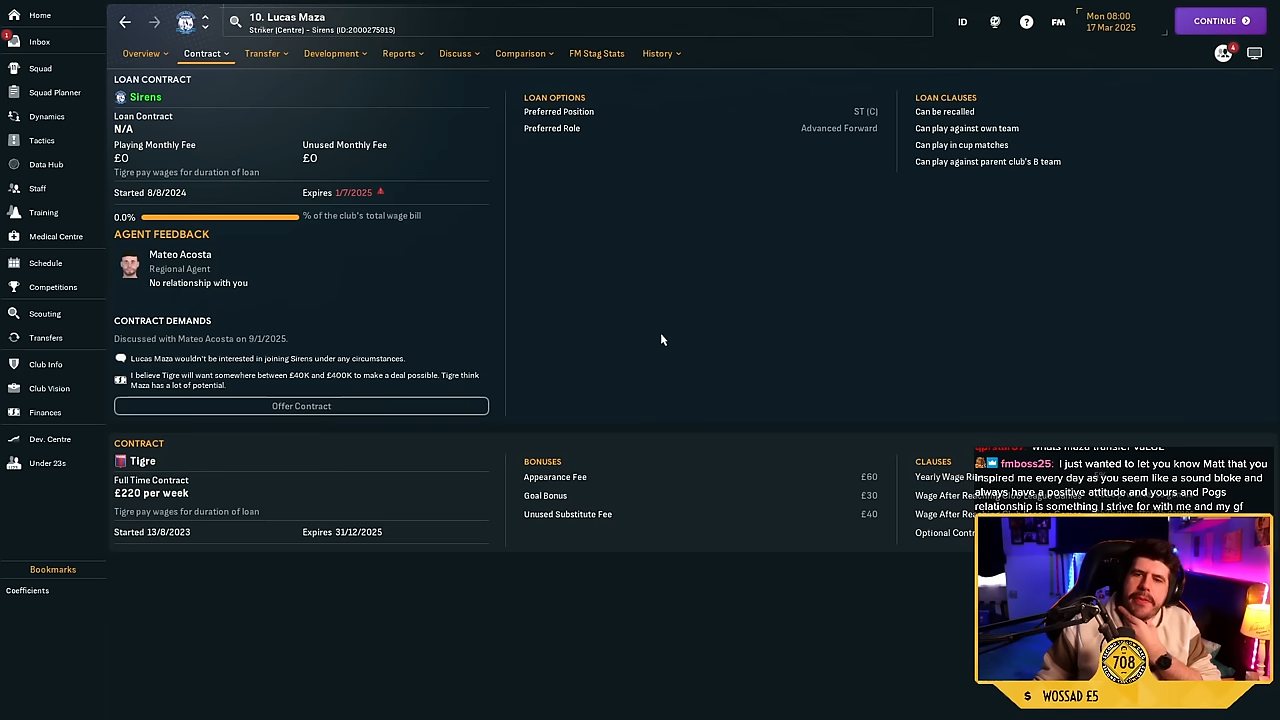 Home
10. Lucas Maza
Striker (Centre) - Sirens (ID:2000275915)
ID
?
FM
Mon 08:00
17 Mar 2025
CONTINUE
1
Inbox
Overview
Contract
Transfer
Development
Reports
Discuss
Comparison
FM Stag Stats
History
4
Squad
Squad Planner
Dynamics
Tactics
Data Hub
Staff
Training
Medical Centre
Schedule
Competitions
Scouting
Transfers
Club Info
Club Vision
Finances
Dev. Centre
Under 23s
Bookmarks
Coefficients
LOAN CONTRACT
Sirens
Loan Contract
N/A
Playing Monthly Fee
Unused Monthly Fee
£0
£0
Tigre pay wages for duration of loan
Started 8/8/2024
Expires 1/7/2025
0.0%
% of the club's total wage bill
AGENT FEEDBACK
Mateo Acosta
Regional Agent
No relationship with you
CONTRACT DEMANDS
Discussed with Mateo Acosta on 9/1/2025.
Lucas Maza wouldn't be interested in joining Sirens under any circumstances.
I believe Tigre will want somewhere between £40K and £400K to make a deal possible. Tigre think
Maza has a lot of potential.
Offer Contract
LOAN OPTIONS
Preferred Position
ST (C)
Preferred Role
Advanced Forward
LOAN CLAUSES
Can be recalled
Can play against own team
Can play in cup matches
Can play against parent club's B team
CONTRACT
Tigre
Full Time Contract
£220 per week
Tigre pay wages for duration of loan
Started 13/8/2023
Expires 31/12/2025
BONUSES
Appearance Fee
£60
Goal Bonus
£30
Unused Substitute Fee
£40
CLAUSES
Yearly Wage
Wage After
Wage After
Optional
whats maza transfer value
fmboss25: I just wanted to let you know Matt that you
inspired me every day as you seem like a sound bloke and
always have a positive attitude and yours and Pogs
relationship is something I strive for with me and my gf
708
$ WOSSAD £5